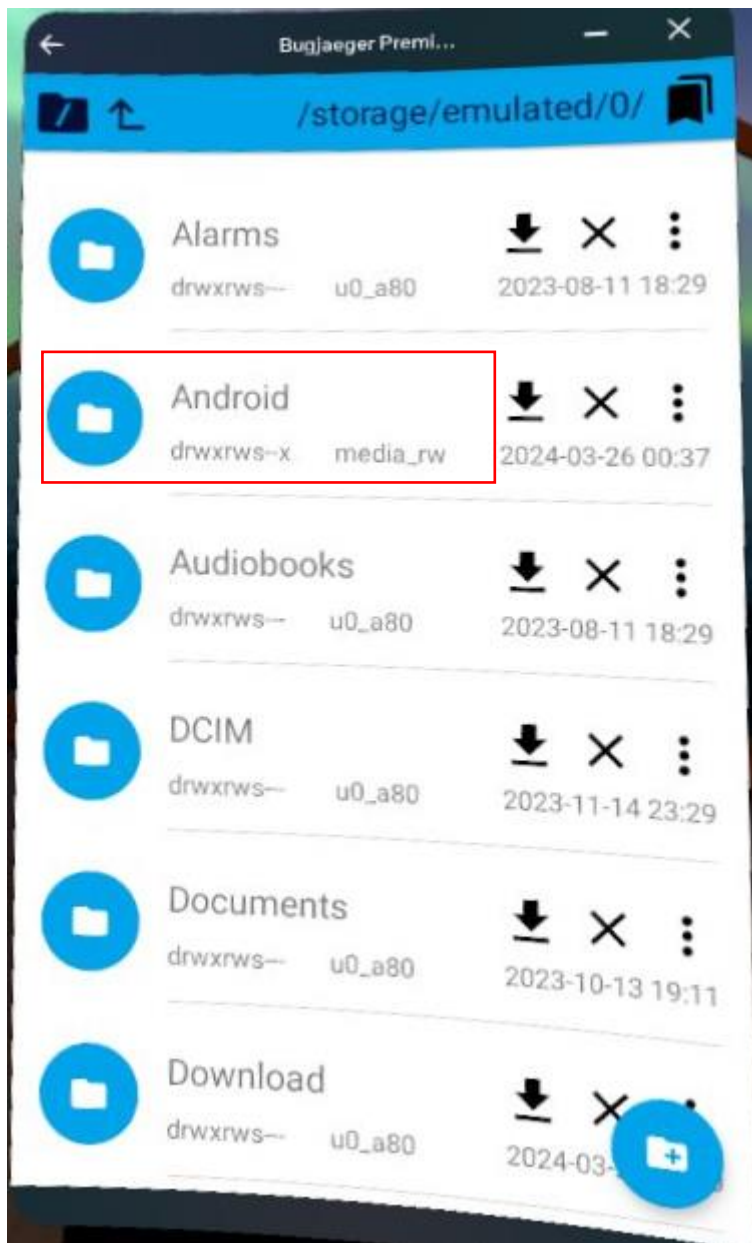 Bugjaeger Premi...
/ /storage/emulated/0/
Alarms
drwxrws--- u0_a80 2023-08-11 18:29
Android
drwxrws--x media_rw 2024-03-26 00:37
Audiobooks
drwxrws--- u0_a80 2023-08-11 18:29
DCIM
drwxrws--- u0_a80 2023-11-14 23:29
Documents
drwxrws--- u0_a80 2023-10-13 19:11
Download
drwxrws--- u0_a80 2024-03-